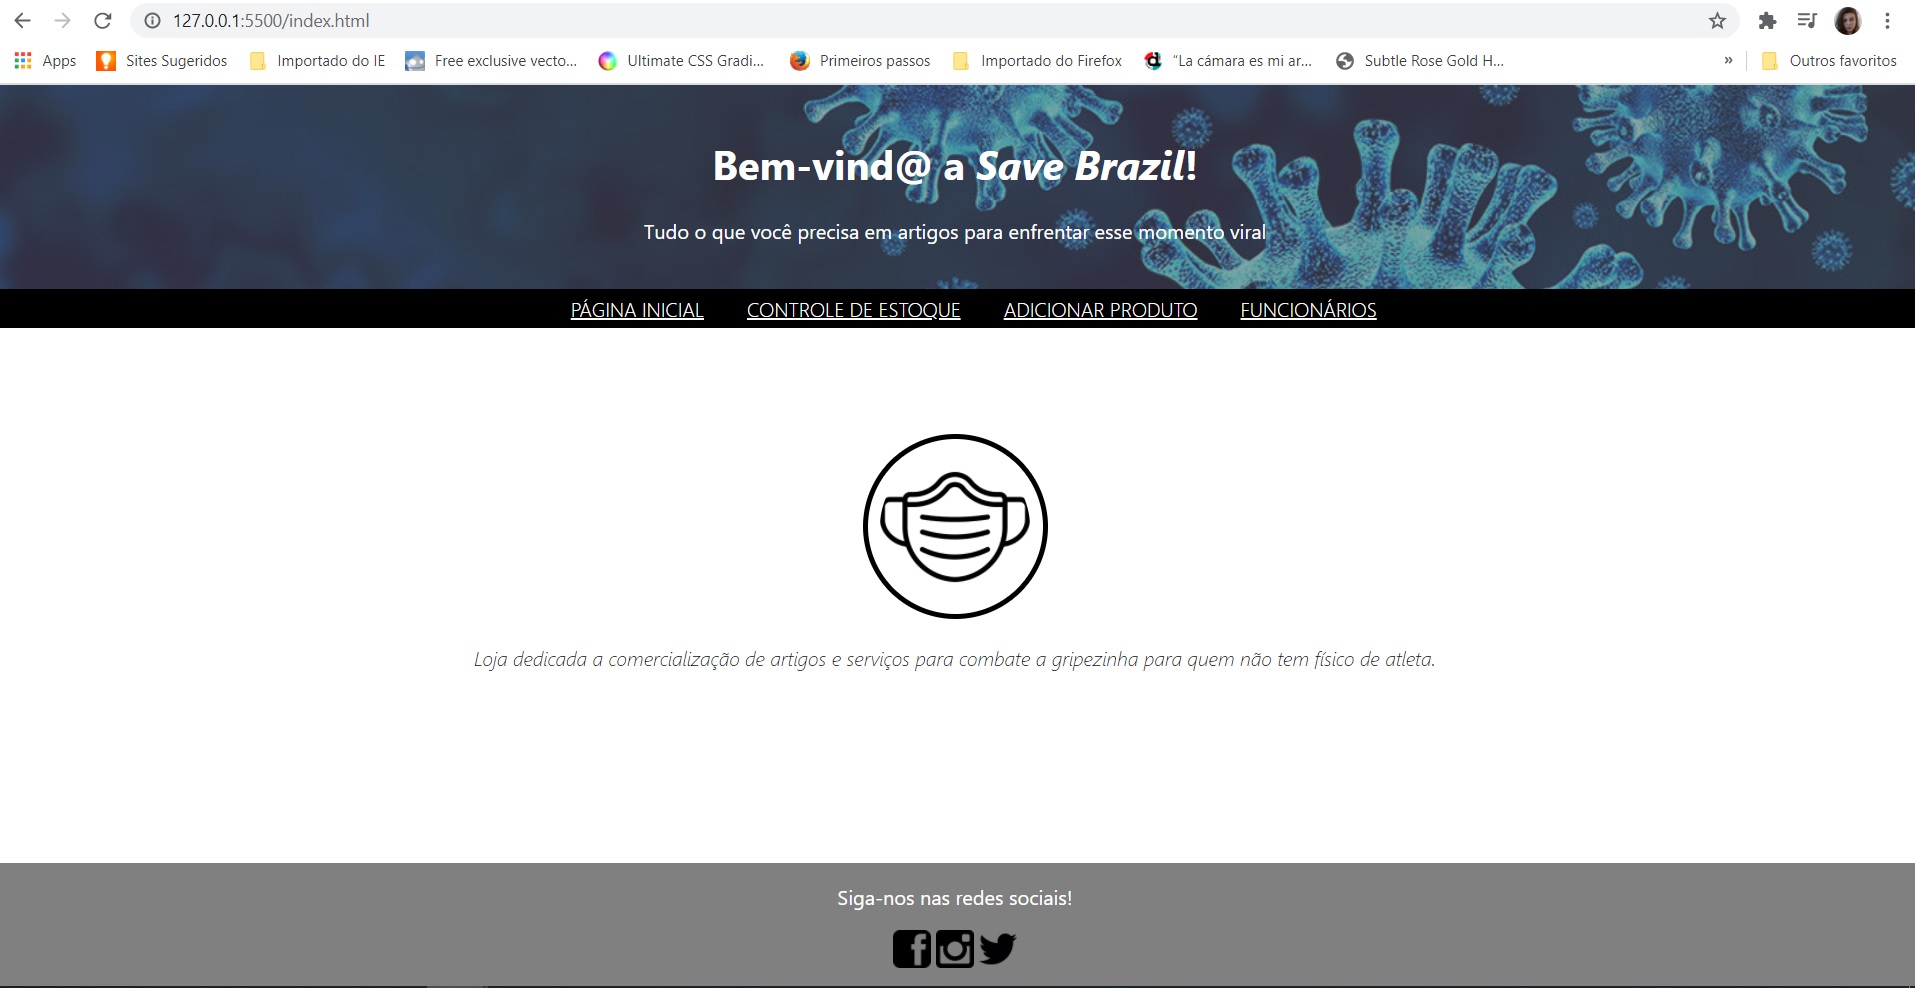 127.0.0.1:5500/index.html
Apps Sites Sugeridos Importado do IE Free exclusive vecto... Ultimate CSS Gradi... Primeiros passos Importado do Firefox "La cámara es mi ar... Subtle Rose Gold H... » Outros favoritos
Bem-vind@ a Save Brazil!
Tudo o que você precisa em artigos para enfrentar esse momento viral
PÁGINA INICIAL CONTROLE DE ESTOQUE ADICIONAR PRODUTO FUNCIONÁRIOS
Loja dedicada a comercialização de artigos e serviços para combate a gripezinha para quem não tem físico de atleta.
Siga-nos nas redes sociais!